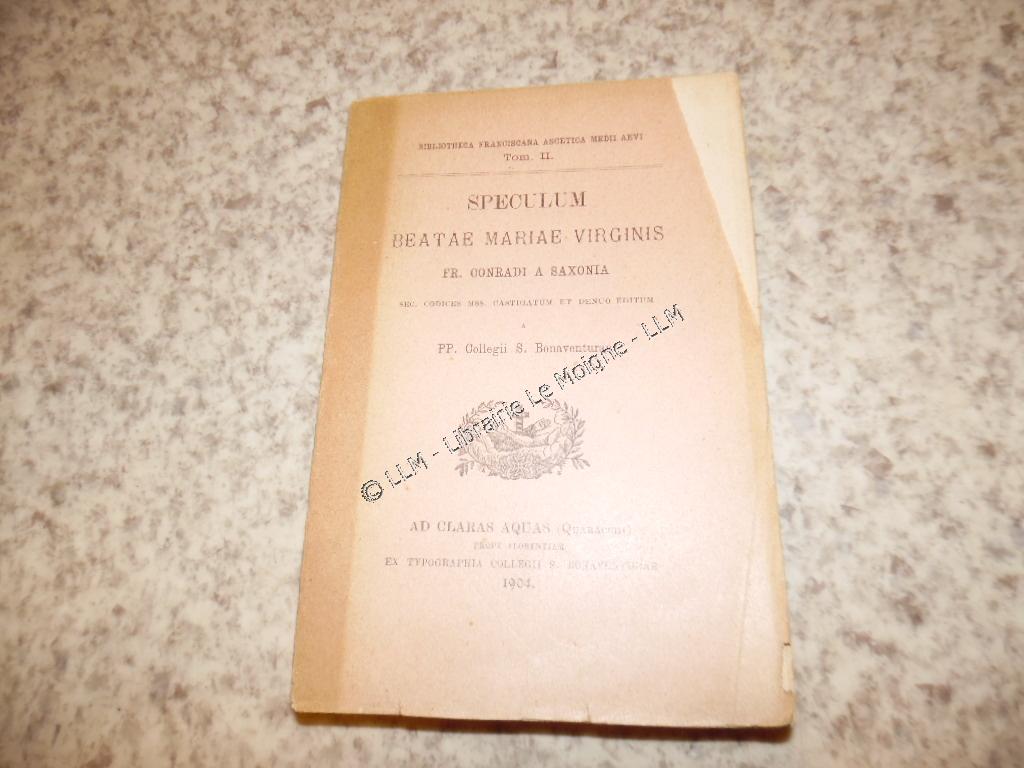 BIBLIOTHECA FRANCISCANA ASCETICA MEDII AEVI
Tom. II.
SPECULUM
BEATAE MARIAE VIRGINIS
FR. CONRADI A SAXONIA
SEC. CODICES MSS. CASTIGATUM ET DENUO EDITUM
A
PP. Collegii S. Bonaventurae
© LLM - Librairie Le Moigne - LLM
AD CLARAS AQUAS (QUARACCHI)
PROPE FLORENTIAM
EX TYPOGRAPHIA COLLEGII S. BONAVENTURAE
1904.